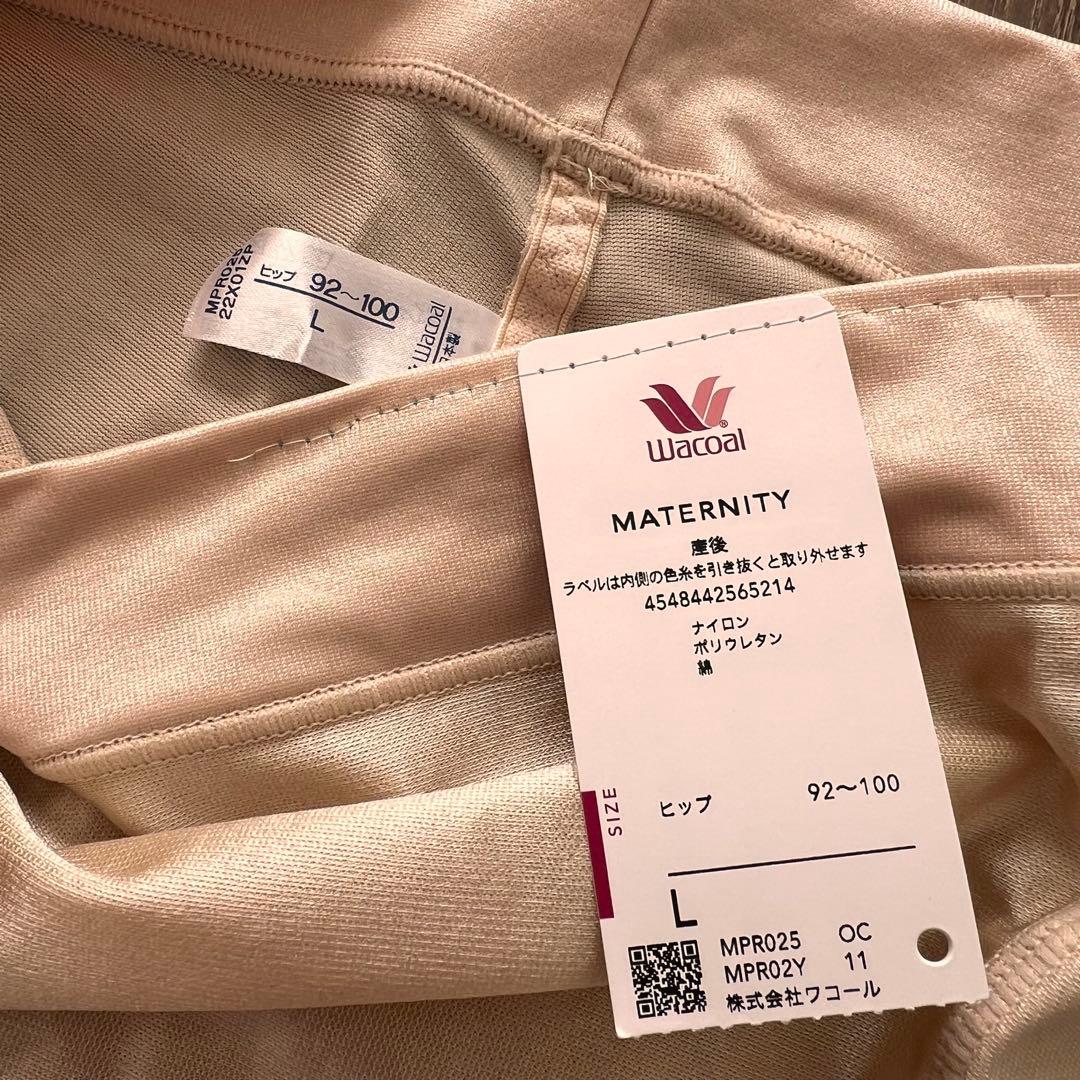 MPR025
22X01ZP
ヒップ 92～100
L
Wacoal
Wacoal
MATERNITY
産後
ラベルは内側の色糸を引き抜くと取り外せます
4548442565214
ナイロン
ポリウレタン
綿
SIZE
ヒップ 92～100
L
MPR025 OC
MPR02Y 11
株式会社ワコール